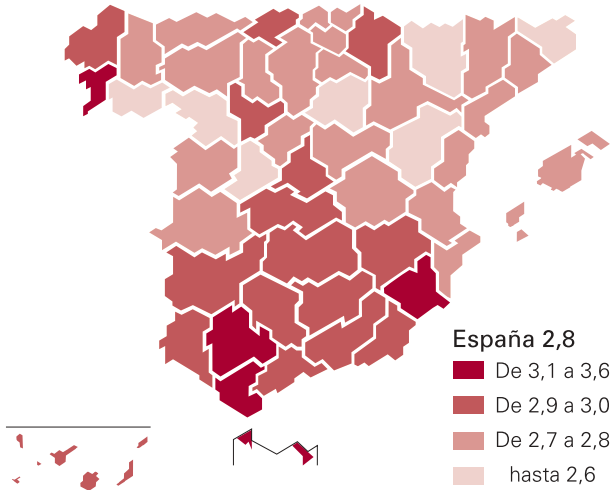 España 2,8
De 3,1 a 3,6
De 2,9 a 3,0
De 2,7 a 2,8
hasta 2,6